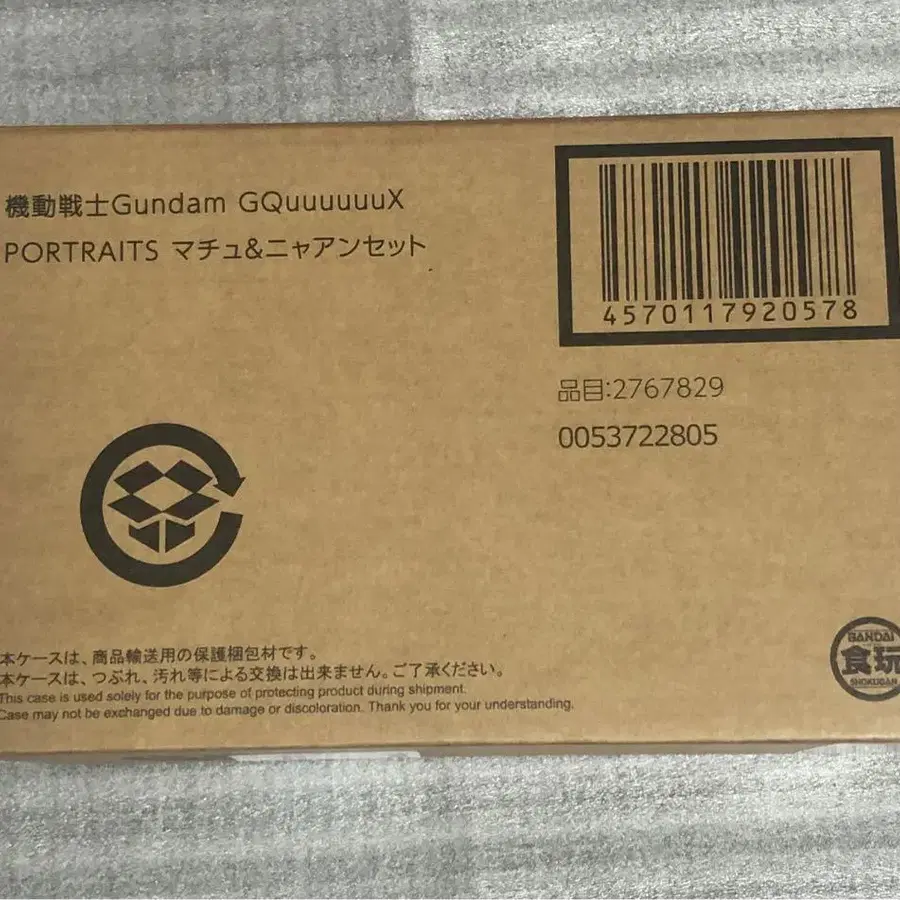 機動戦士Gundam GQuuuuuuX
PORTRAITS マチュ&ニャアンセット
4570117920578
品目:2767829
0053722805
本ケースは、商品輸送用の保護梱包材です。
本ケースは、つぶれ、汚れ等による交換は出来ません。ご了承ください。
This case is used solely for the purpose of protecting product during shipment.
Case may not be exchanged due to damage or discoloration. Thank you for your understanding.
BANDAI
食玩
SHOKUGAN